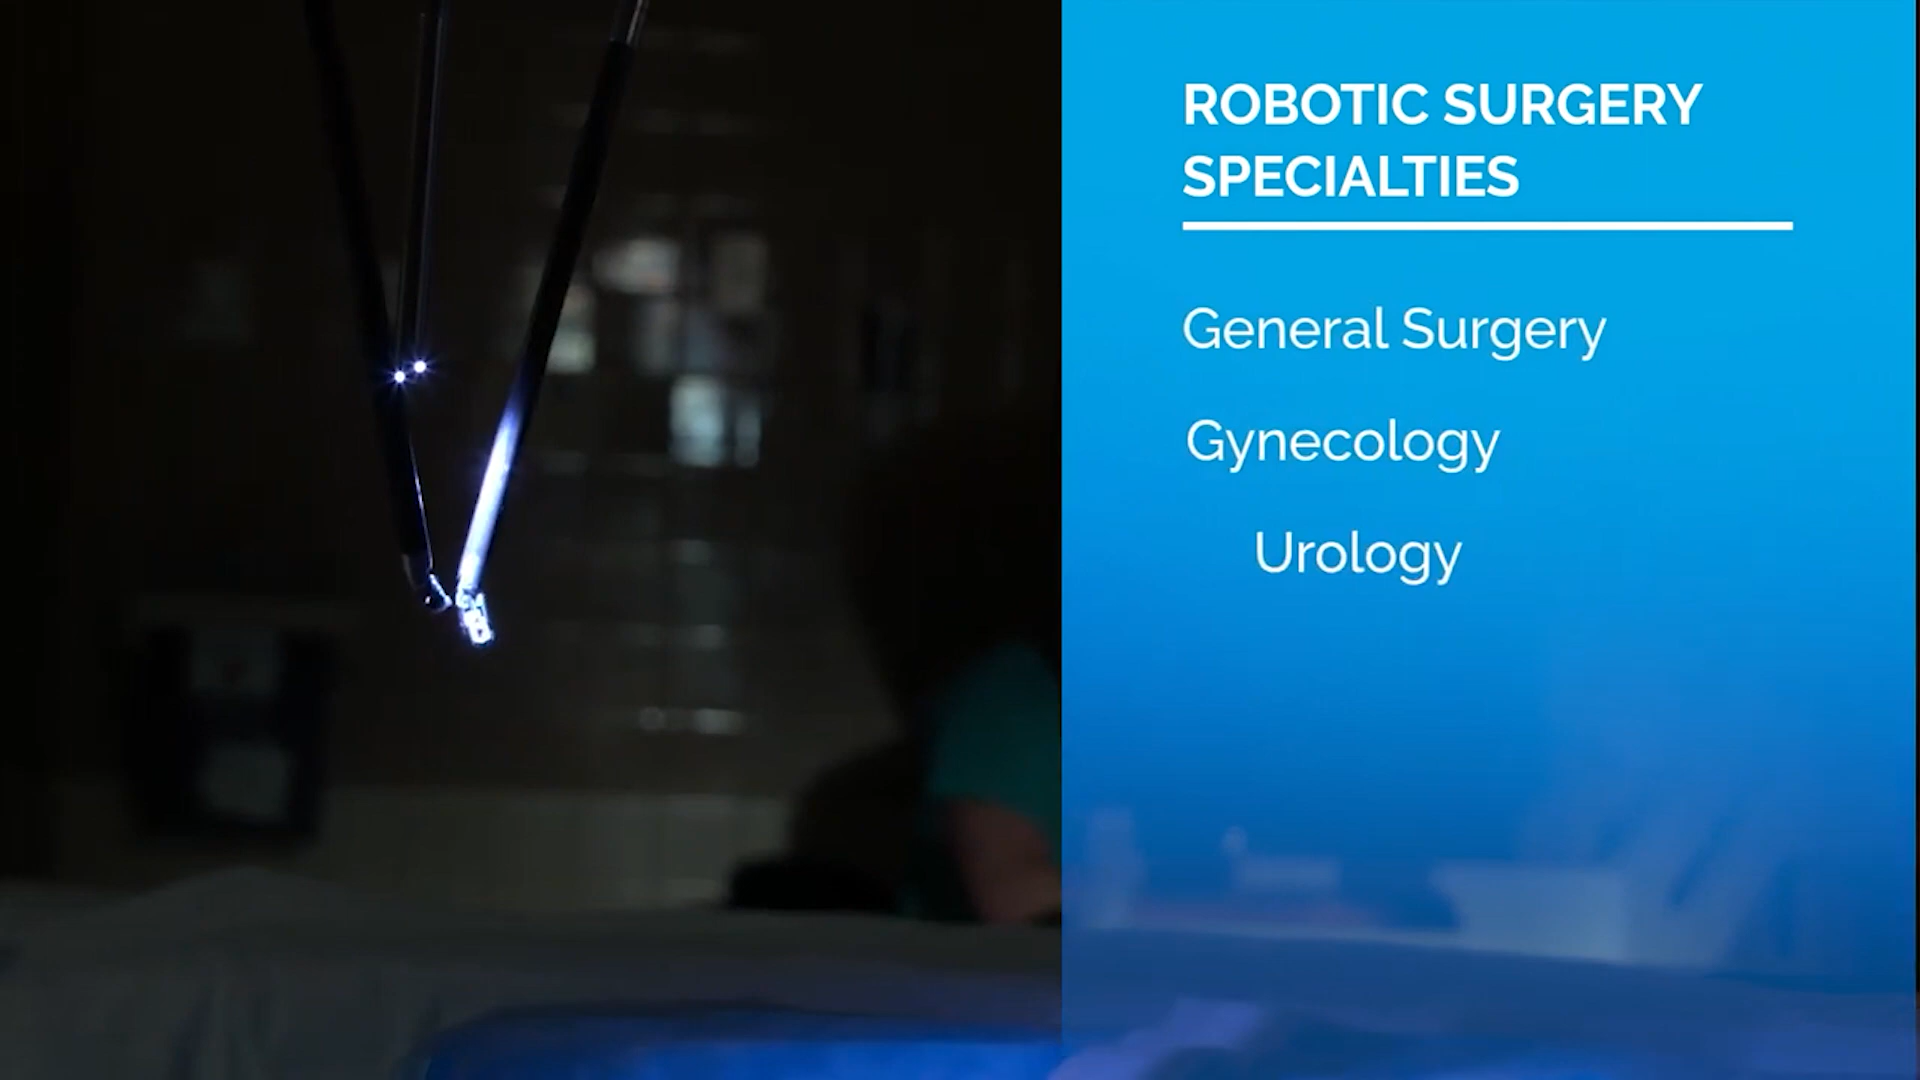 ROBOTIC SURGERY
SPECIALTIES
General Surgery
Gynecology
Urology